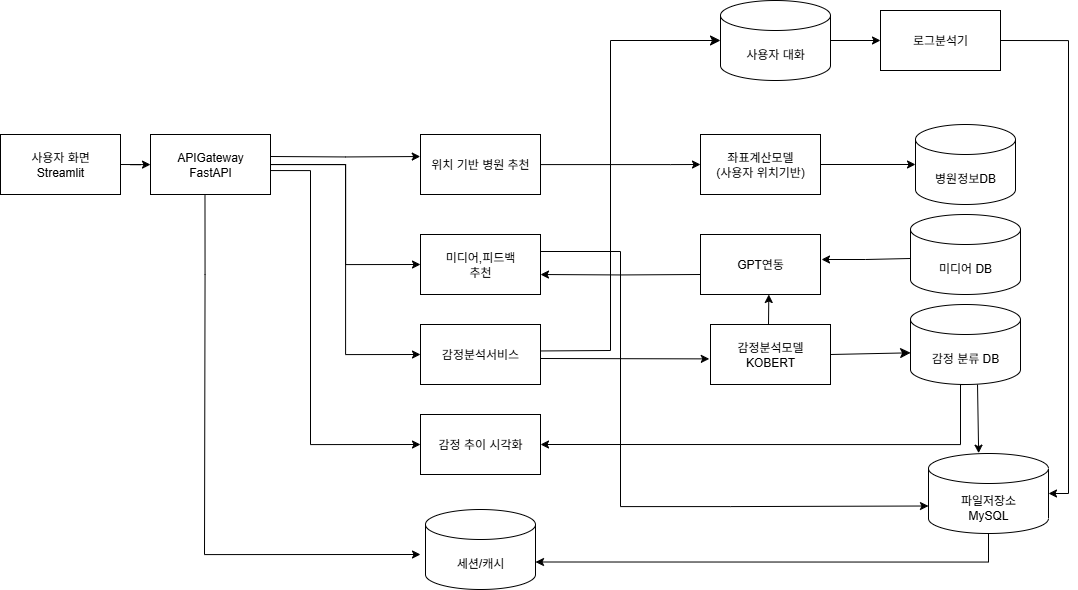 사용자 대화
로그분석기
사용자 화면
Streamlit
APIGateway
FastAPI
위치 기반 병원 추천
좌표계산모델
(사용자 위치기반)
병원정보DB
미디어,피드백
추천
GPT연동
미디어 DB
감정분석서비스
감정분석모델
KOBERT
감정 분류 DB
감정 추이 시각화
파일저장소
MySQL
세션/캐시